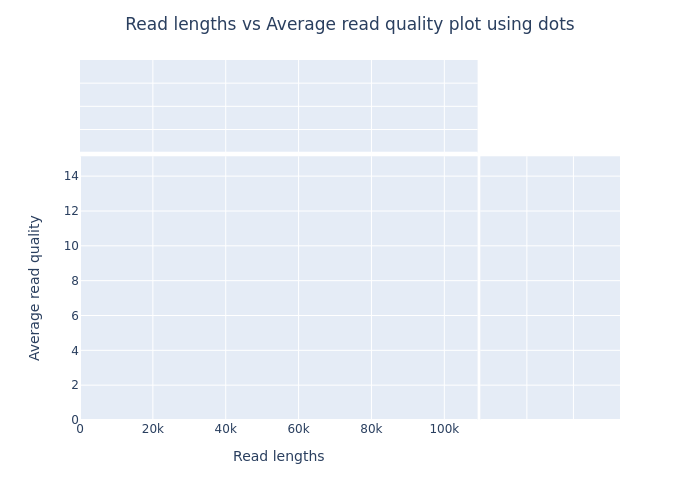 Read lengths vs Average read quality plot using dots
14
12
10
8
6
4
2
0
Average read quality
0 20k 40k 60k 80k 100k
Read lengths